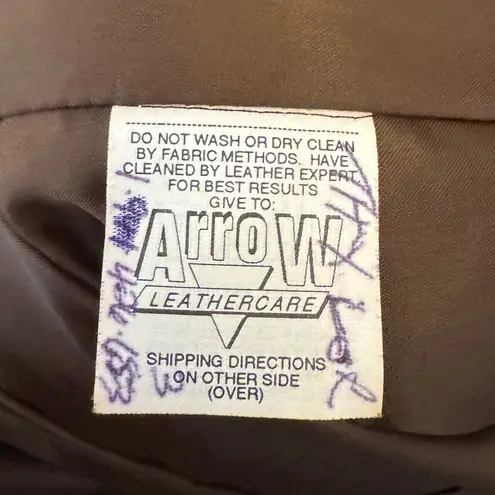 DO NOT WASH OR DRY CLEAN
BY FABRIC METHODS. HAVE
CLEANED BY LEATHER EXPERT.
FOR BEST RESULTS
GIVE TO:
ArroW
LEATHERCARE
SHIPPING DIRECTIONS
ON OTHER SIDE
(OVER)